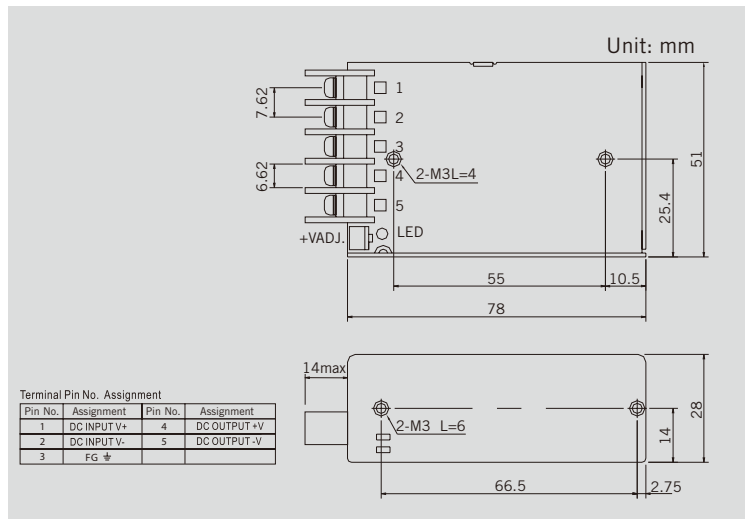 Unit: mm
1
7.62
2
3
51
6.62
4
2-M3L=4
25.4
5
+VADJ.
LED
55
10.5
78
14max
Terminal Pin No. Assignment
Pin No. Assignment Pin No. Assignment
1 DC INPUT V+ 4 DC OUTPUT +V
2 DC INPUT V- 5 DC OUTPUT -V
3 FG ⏚
2-M3 L=6
28
14
66.5
2.75